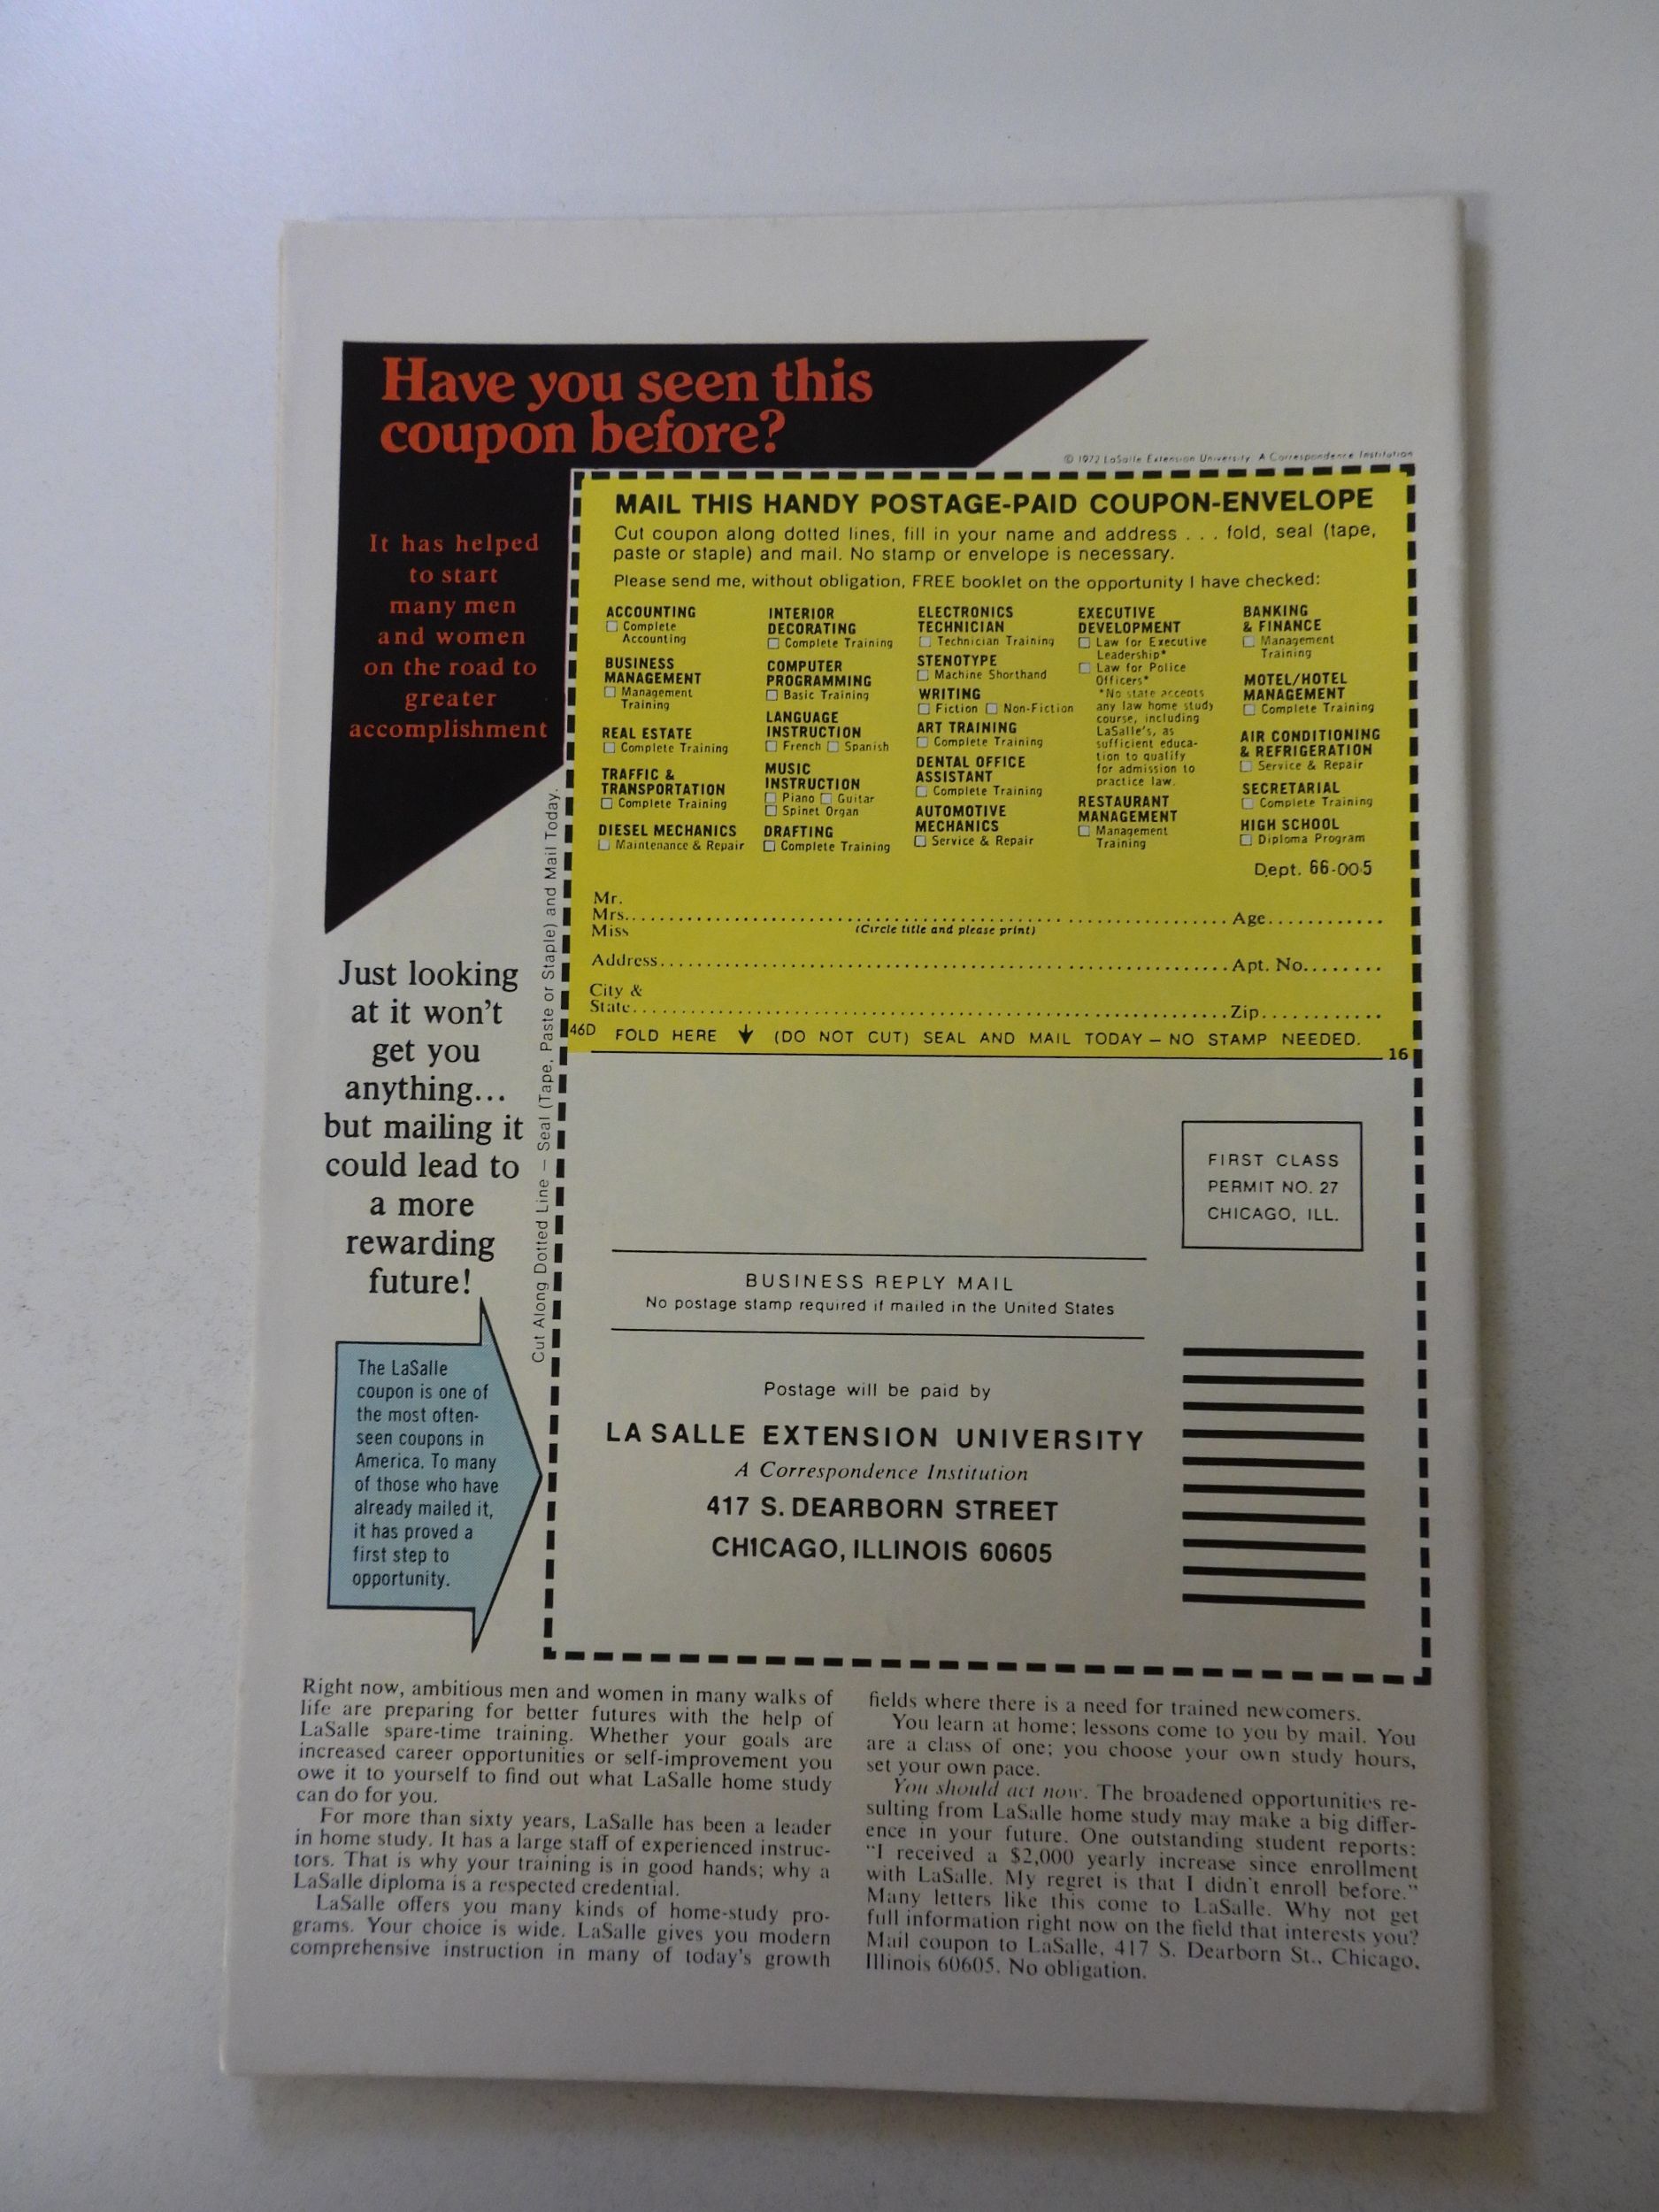 Have you seen this
coupon before?
It has helped
to start
many men
and women
on the road to
greater
accomplishment
© 1972 LaSalle Extension University A Correspondence Institution
MAIL THIS HANDY POSTAGE-PAID COUPON-ENVELOPE
Cut coupon along dotted lines, fill in your name and address . . . fold, seal (tape,
paste or staple) and mail. No stamp or envelope is necessary.
Please send me, without obligation, FREE booklet on the opportunity I have checked:
ACCOUNTING
☐ Complete
Accounting
BUSINESS
MANAGEMENT
☐ Management
Training
REAL ESTATE
☐ Complete Training
TRAFFIC &
TRANSPORTATION
☐ Complete Training
DIESEL MECHANICS
☐ Maintenance & Repair
INTERIOR
DECORATING
☐ Complete Training
COMPUTER
PROGRAMMING
☐ Basic Training
LANGUAGE
INSTRUCTION
☐ French ☐ Spanish
MUSIC
INSTRUCTION
☐ Piano ☐ Guitar
☐ Spinet Organ
DRAFTING
☐ Complete Training
ELECTRONICS
TECHNICIAN
☐ Technician Training
STENOTYPE
☐ Machine Shorthand
WRITING
☐ Fiction ☐ Non-Fiction
ART TRAINING
☐ Complete Training
DENTAL OFFICE
ASSISTANT
☐ Complete Training
AUTOMOTIVE
MECHANICS
☐ Service & Repair
EXECUTIVE
DEVELOPMENT
☐ Law for Executive
Leadership*
☐ Law for Police
Officers*
*No state accepts
any law home study
course, including
LaSalle's, as
sufficient educa-
tion to qualify
for admission to
practice law.
RESTAURANT
MANAGEMENT
☐ Management
Training
BANKING
& FINANCE
☐ Management
Training
MOTEL/HOTEL
MANAGEMENT
☐ Complete Training
AIR CONDITIONING
& REFRIGERATION
☐ Service & Repair
SECRETARIAL
☐ Complete Training
HIGH SCHOOL
☐ Diploma Program
Dept. 66-005
Mr.
Mrs. Age
Miss (Circle title and please print)
Address Apt. No.
City &
State Zip
46D FOLD HERE ↓ (DO NOT CUT) SEAL AND MAIL TODAY — NO STAMP NEEDED.
16
Cut Along Dotted Line — Seal (Tape, Paste or Staple) and Mail Today.
Just looking
at it won't
get you
anything...
but mailing it
could lead to
a more
rewarding
future!
The LaSalle
coupon is one of
the most often-
seen coupons in
America. To many
of those who have
already mailed it,
it has proved a
first step to
opportunity.
FIRST CLASS
PERMIT NO. 27
CHICAGO, ILL.
BUSINESS REPLY MAIL
No postage stamp required if mailed in the United States
Postage will be paid by
LA SALLE EXTENSION UNIVERSITY
A Correspondence Institution
417 S. DEARBORN STREET
CHICAGO, ILLINOIS 60605
Right now, ambitious men and women in many walks of
life are preparing for better futures with the help of
LaSalle spare-time training. Whether your goals are
increased career opportunities or self-improvement you
owe it to yourself to find out what LaSalle home study
can do for you.
For more than sixty years, LaSalle has been a leader
in home study. It has a large staff of experienced instruc-
tors. That is why your training is in good hands; why a
LaSalle diploma is a respected credential.
LaSalle offers you many kinds of home-study pro-
grams. Your choice is wide. LaSalle gives you modern
comprehensive instruction in many of today's growth
fields where there is a need for trained newcomers.
You learn at home; lessons come to you by mail. You
are a class of one; you choose your own study hours,
set your own pace.
You should act now. The broadened opportunities re-
sulting from LaSalle home study may make a big differ-
ence in your future. One outstanding student reports:
"I received a $2,000 yearly increase since enrollment
with LaSalle. My regret is that I didn't enroll before."
Many letters like this come to LaSalle. Why not get
full information right now on the field that interests you?
Mail coupon to LaSalle, 417 S. Dearborn St., Chicago,
Illinois 60605. No obligation.